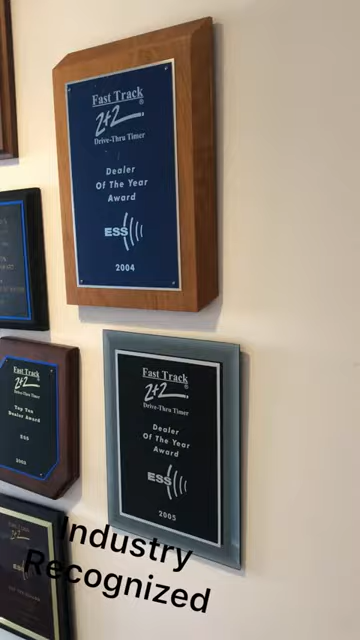 Fast Track
2+2
Drive-Thru Timer
Dealer
Of The Year
Award
ESS
2004
Fast Track
2+2
Drive-Thru Timer
Top Ten
Dealer Award
ESS
2003
Fast Track
2+2
Drive-Thru Timer
Dealer
Of The Year
Award
ESS
2005
Industry
Recognized